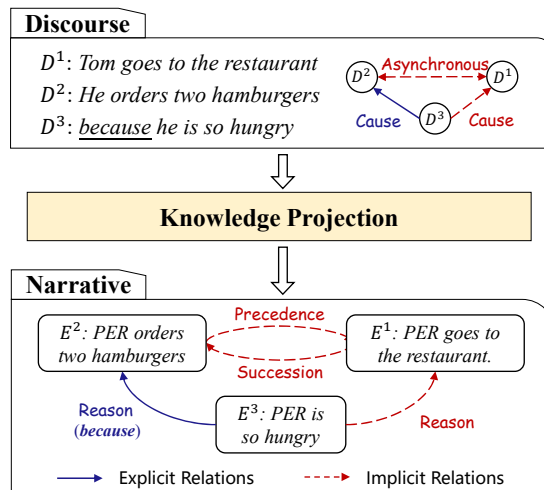 Discourse
D¹: Tom goes to the restaurant
D²: He orders two hamburgers
D³: because he is so hungry
D²
Asynchronous
D¹
Cause
D³
Cause
Knowledge Projection
Narrative
E²: PER orders
two hamburgers
Precedence
Succession
E¹: PER goes to
the restaurant.
Reason
(because)
E³: PER is
so hungry
Reason
Explicit Relations
Implicit Relations